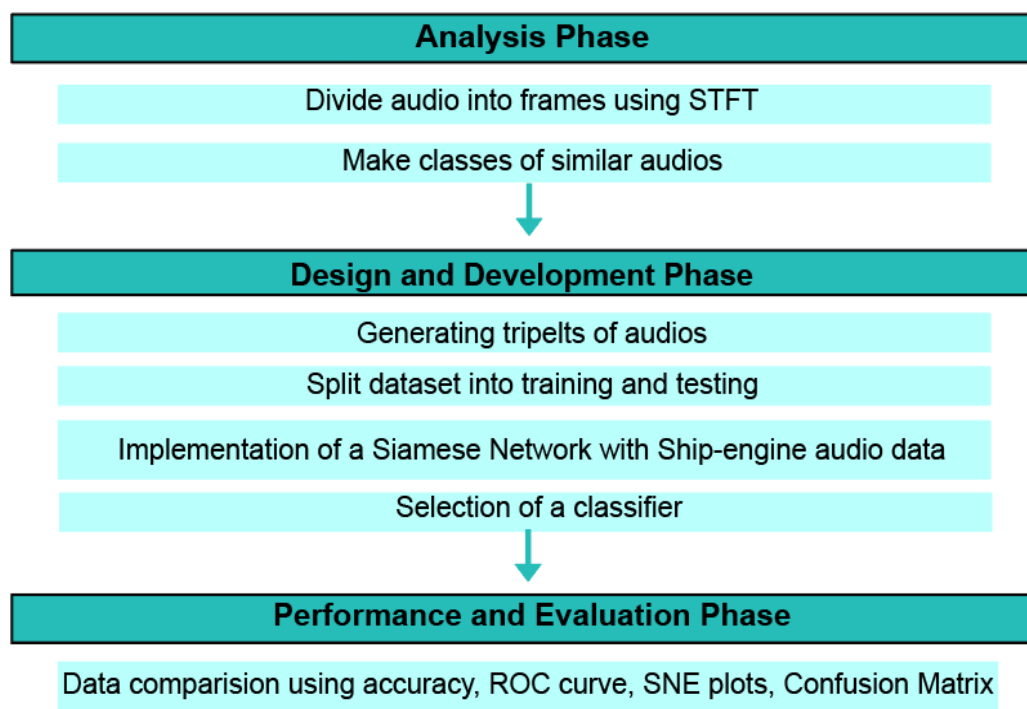 Analysis Phase
Divide audio into frames using STFT
Make classes of similar audios
Design and Development Phase
Generating tripelts of audios
Split dataset into training and testing
Implementation of a Siamese Network with Ship-engine audio data
Selection of a classifier
Performance and Evaluation Phase
Data comparision using accuracy, ROC curve, SNE plots, Confusion Matrix